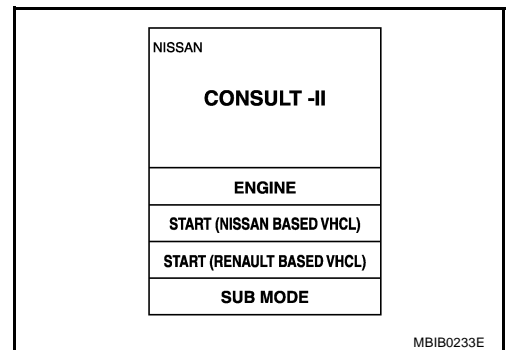 NISSAN
CONSULT -II
ENGINE
START (NISSAN BASED VHCL)
START (RENAULT BASED VHCL)
SUB MODE
MBIB0233E